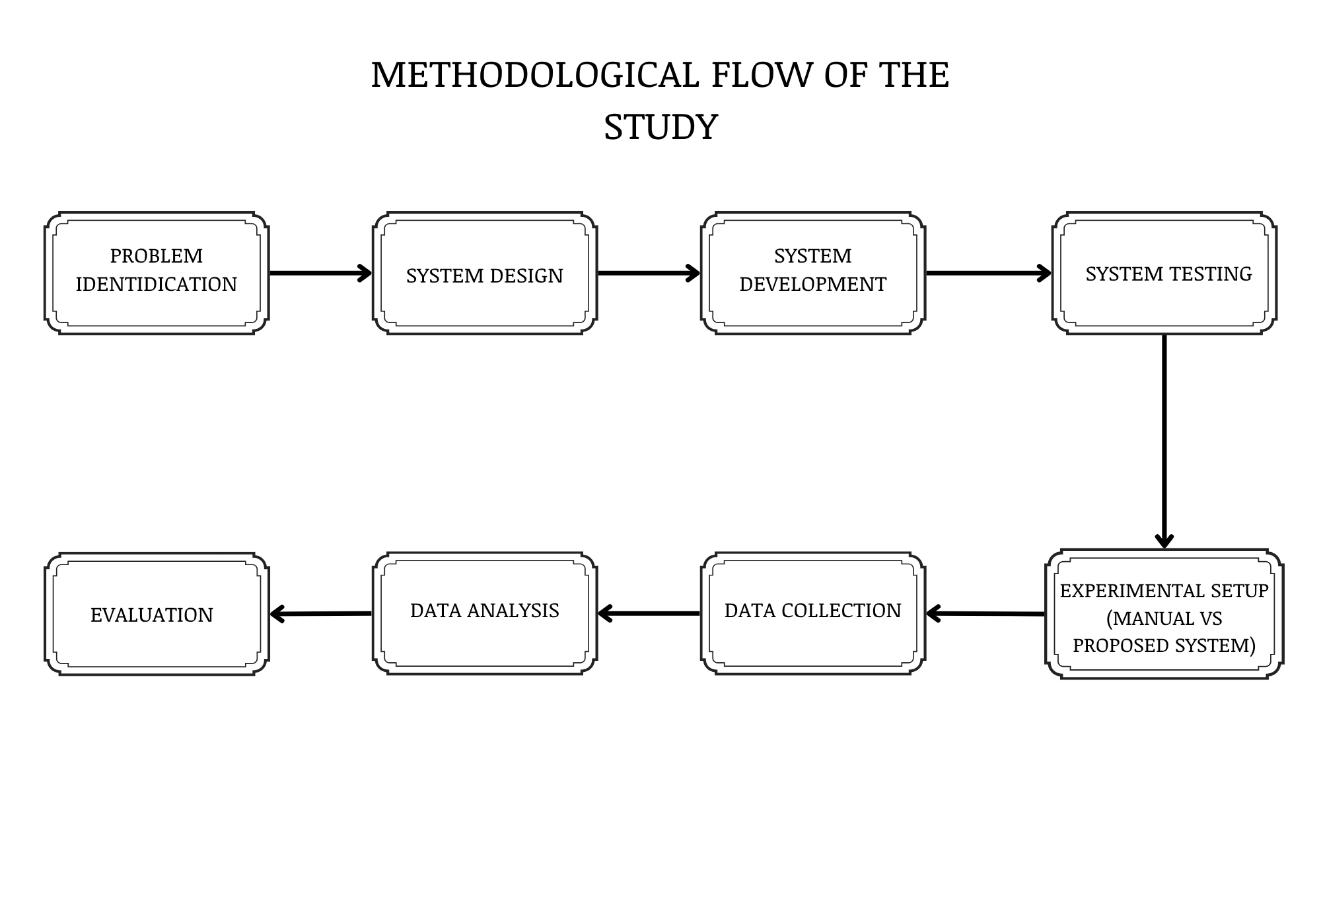 METHODOLOGICAL FLOW OF THE
STUDY
PROBLEM
IDENTIDICATION
SYSTEM DESIGN
SYSTEM
DEVELOPMENT
SYSTEM TESTING
EXPERIMENTAL SETUP
(MANUAL VS
PROPOSED SYSTEM)
DATA COLLECTION
DATA ANALYSIS
EVALUATION